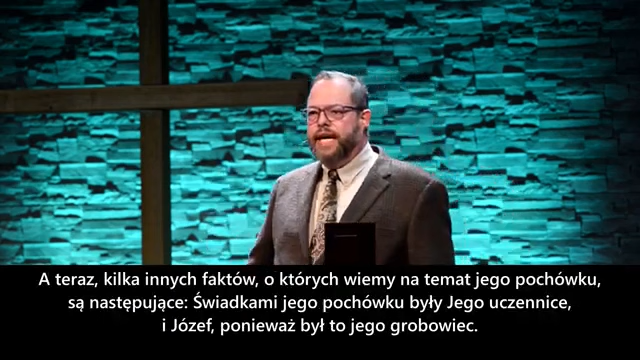 A teraz, kilka innych faktów, o których wiemy na temat jego pochówku,
są następujące: Świadkami jego pochówku były Jego uczennice,
i Józef, ponieważ był to jego grobowiec.